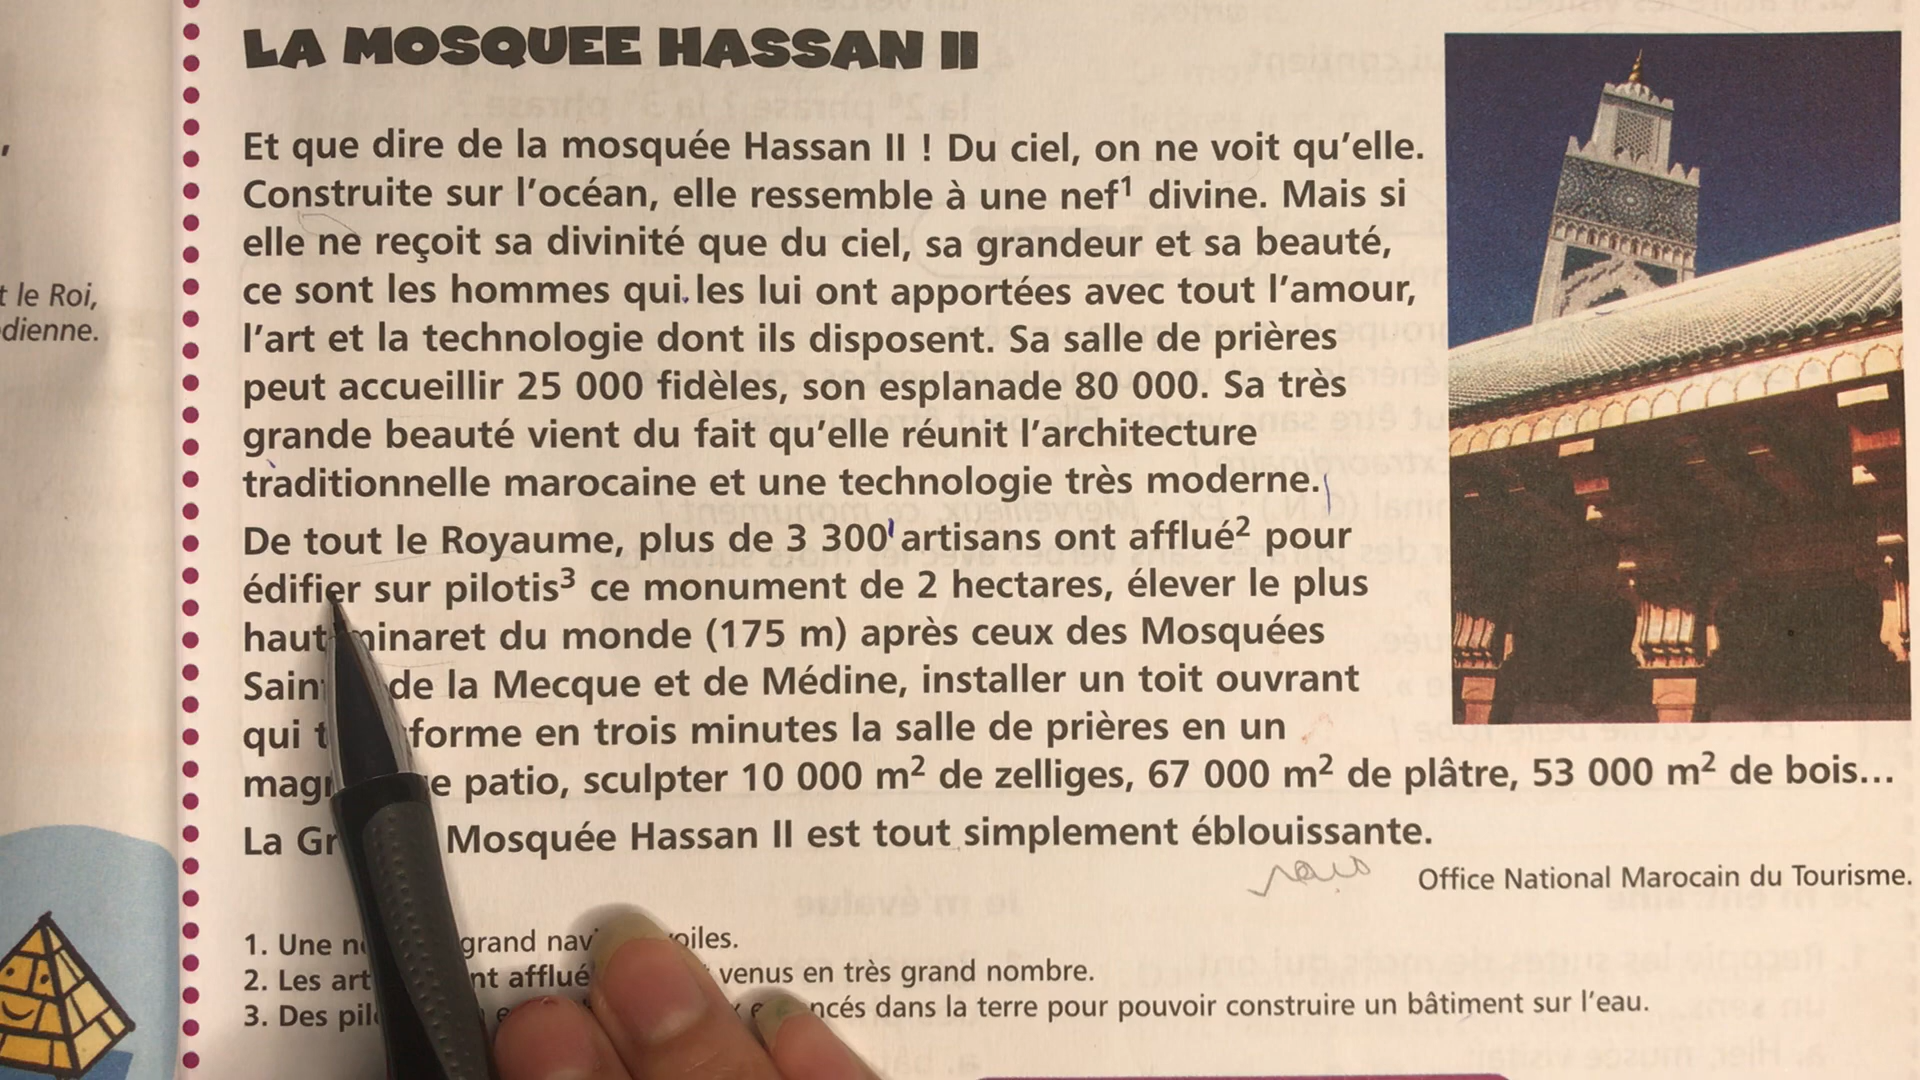 LA MOSQUEE HASSAN II
Et que dire de la mosquée Hassan II ! Du ciel, on ne voit qu'elle.
Construite sur l'océan, elle ressemble à une nef¹ divine. Mais si
elle ne reçoit sa divinité que du ciel, sa grandeur et sa beauté,
ce sont les hommes qui les lui ont apportées avec tout l'amour,
l'art et la technologie dont ils disposent. Sa salle de prières
peut accueillir 25 000 fidèles, son esplanade 80 000. Sa très
grande beauté vient du fait qu'elle réunit l'architecture
traditionnelle marocaine et une technologie très moderne.
De tout le Royaume, plus de 3 300 artisans ont afflué² pour
édifier sur pilotis³ ce monument de 2 hectares, élever le plus
haut minaret du monde (175 m) après ceux des Mosquées
de la Mecque et de Médine, installer un toit ouvrant
qui en trois minutes la salle de prières en un
patio, sculpter 10 000 m² de zelliges, 67 000 m² de plâtre, 53 000 m² de bois...
La Mosquée Hassan II est tout simplement éblouissante.
Office National Marocain du Tourisme.
1. Une grand
2. Les afflué venus en très grand nombre.
3. Des dans la terre pour pouvoir construire un bâtiment sur l'eau.
t le Roi,
dienne.